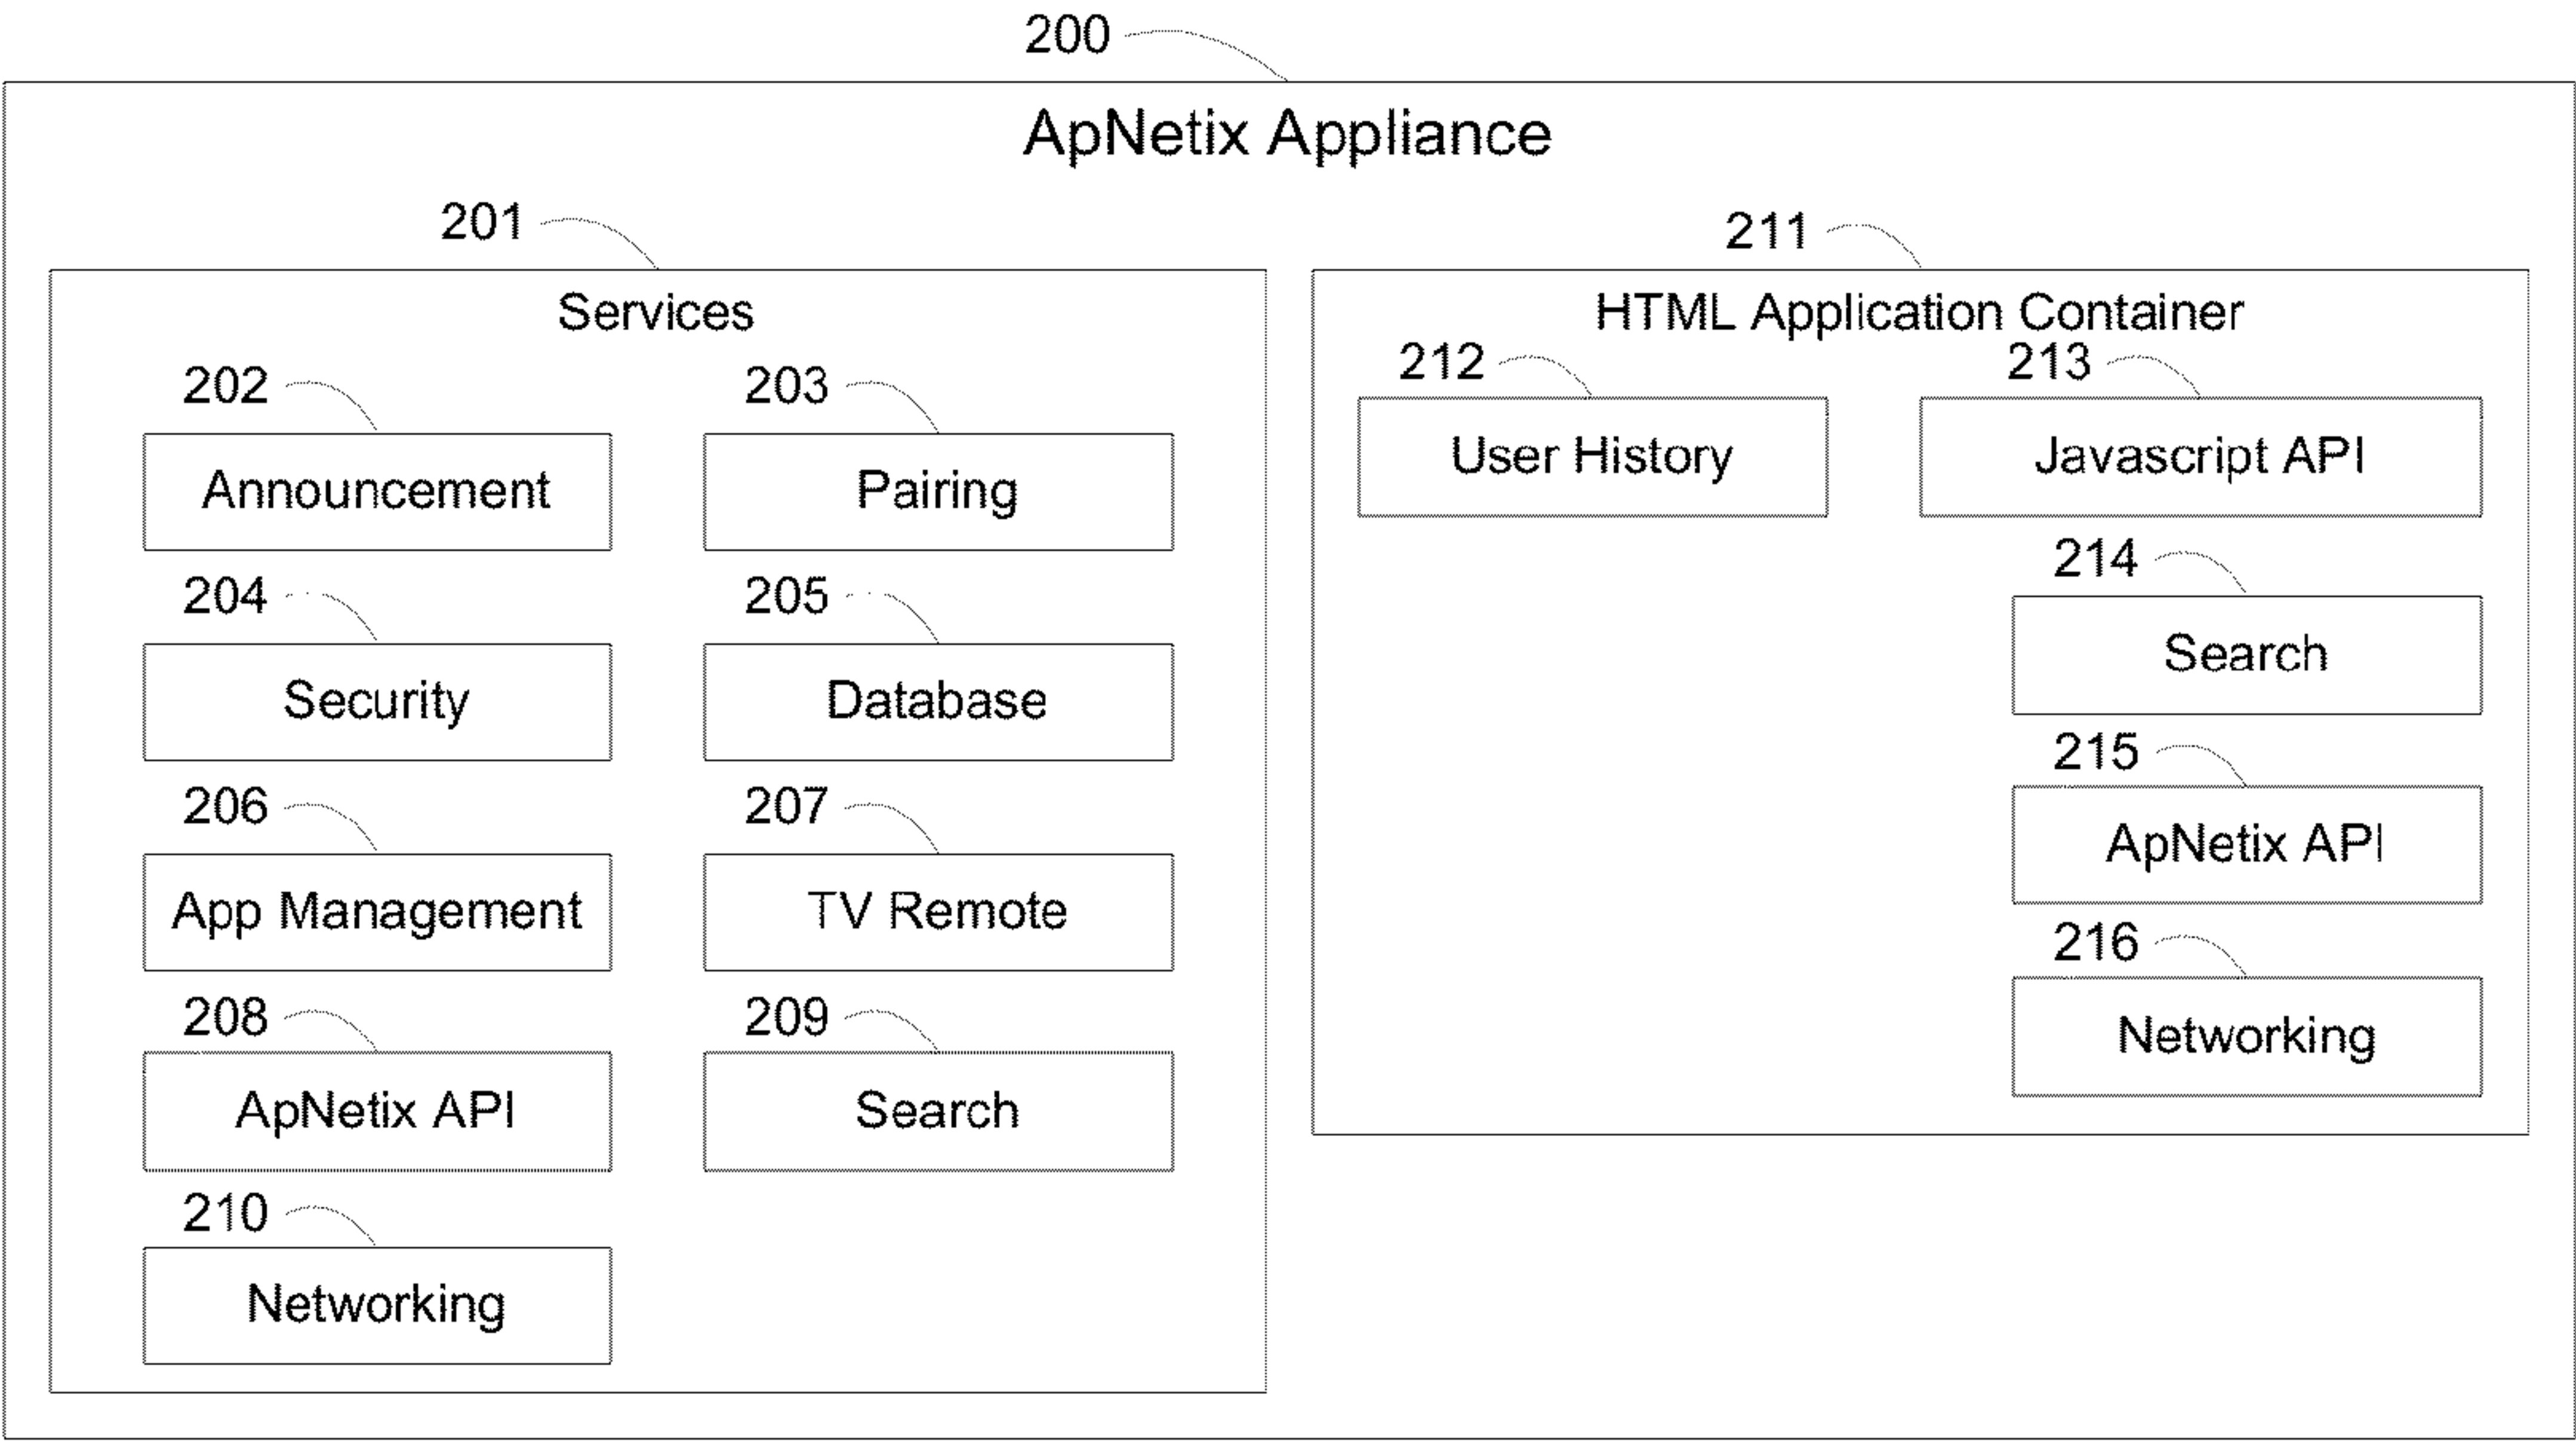 200
ApNetix Appliance
201
Services
202
203
Announcement
Pairing
204
205
Security
Database
206
207
App Management
TV Remote
208
209
ApNetix API
Search
210
Networking
211
HTML Application Container
212
213
User History
Javascript API
214
Search
215
ApNetix API
216
Networking